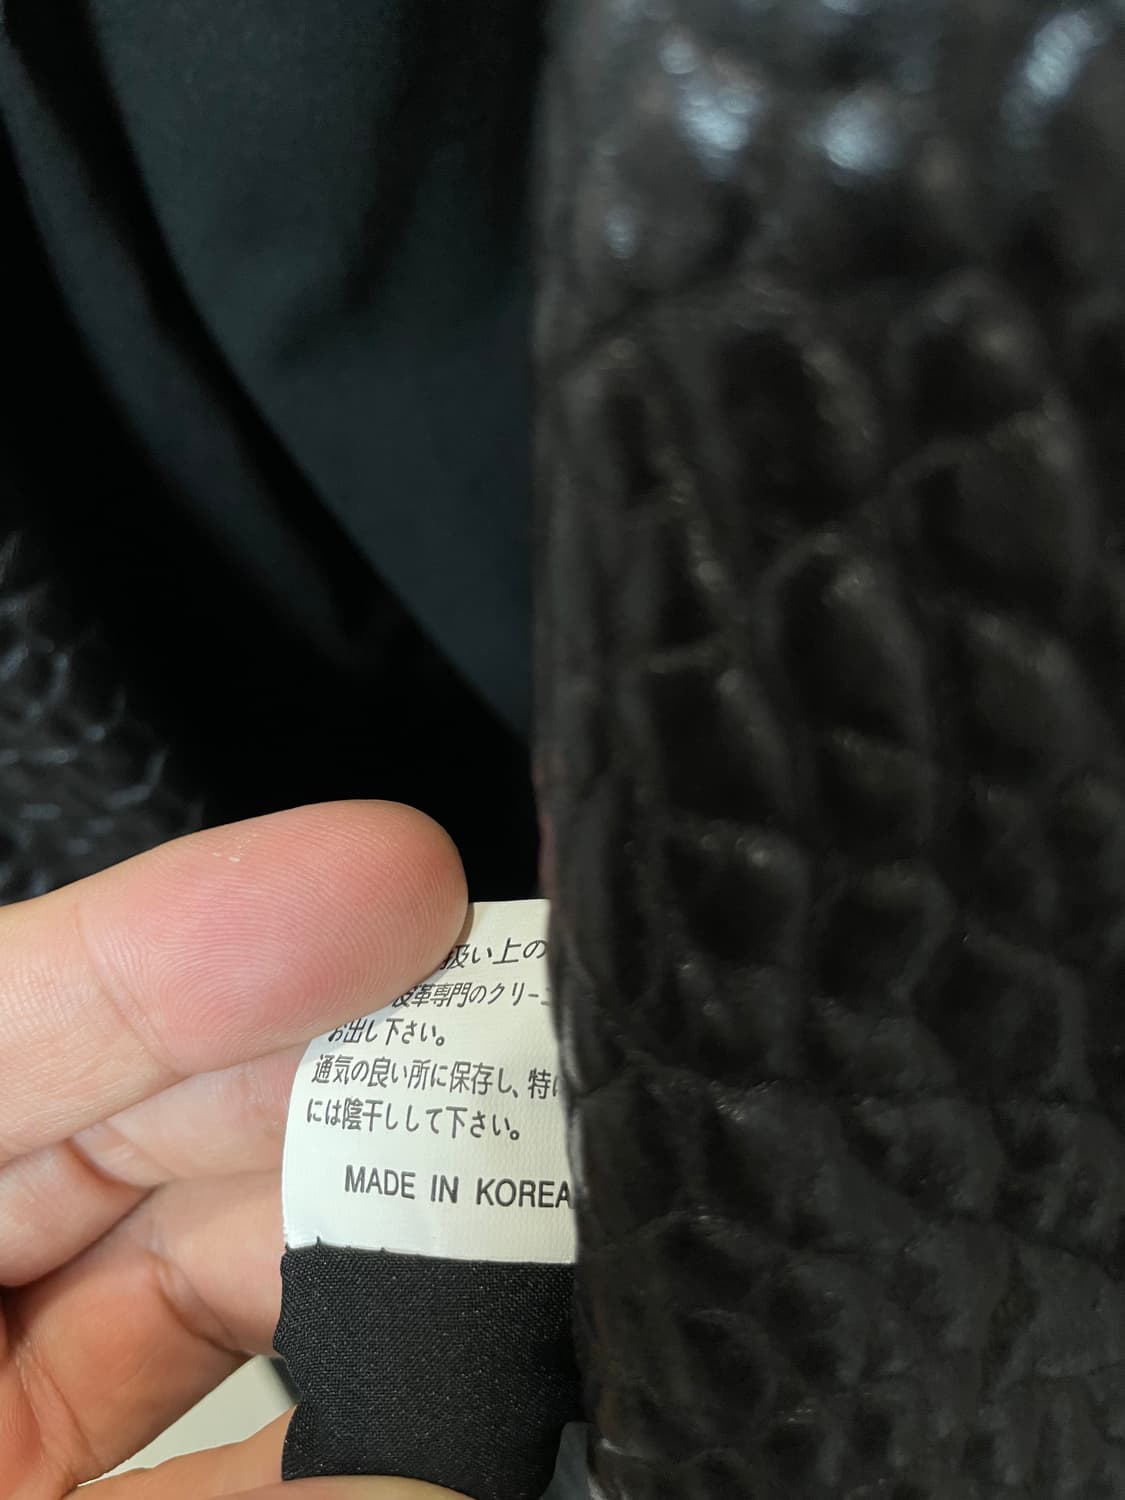 扱い上の
皮革専門のクリー
お出し下さい。
通気の良い所に保存し、特に
には陰干しして下さい。
MADE IN KOREA